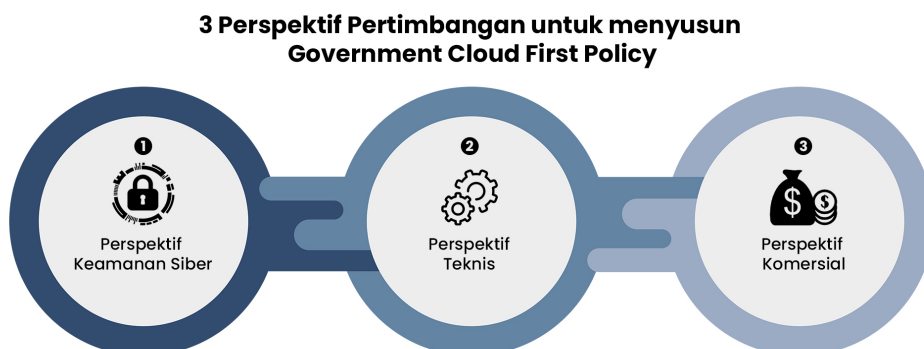 3 Perspektif Pertimbangan untuk menyusun
Government Cloud First Policy
1
Perspektif
Keamanan Siber
2
Perspektif
Teknis
3
$
$
Perspektif
Komersial